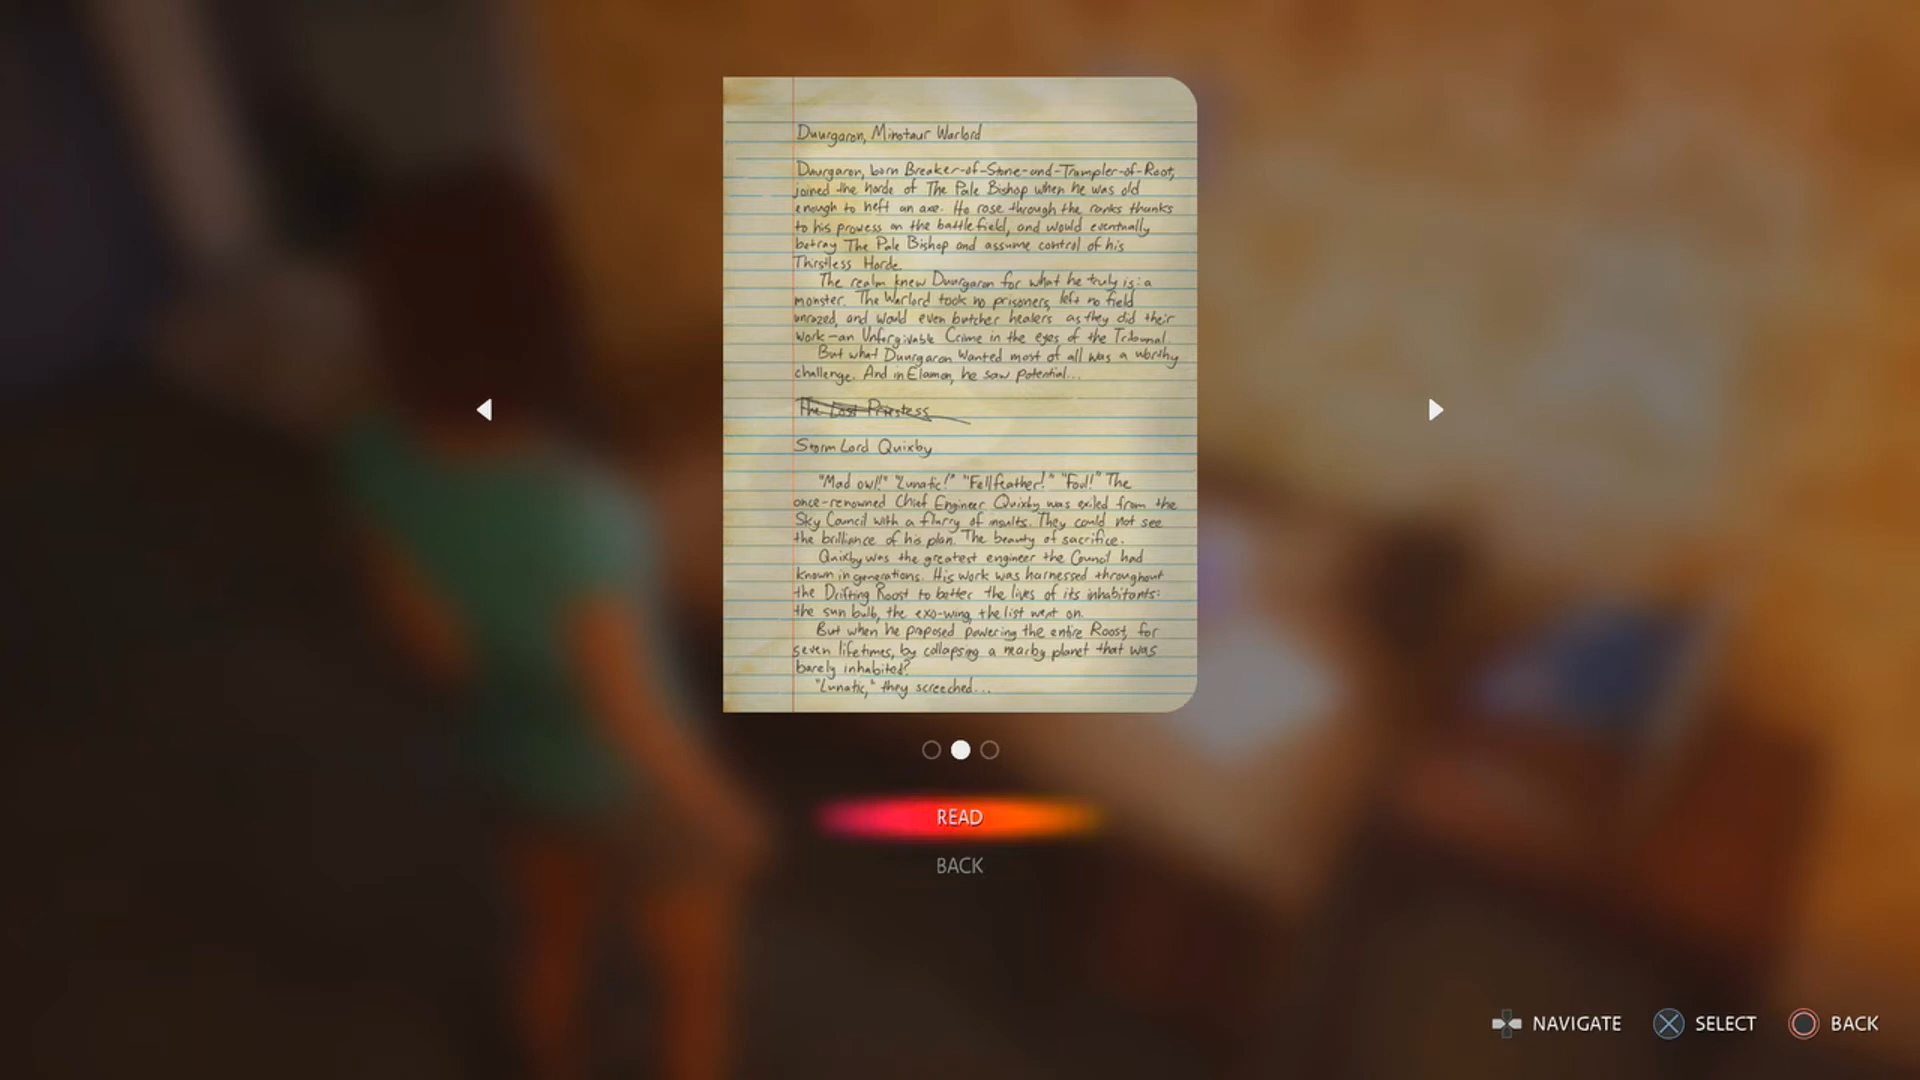 Duurgaron, Minotaur Warlord
Duurgaron, born Breaker-of-Stone-and-Trampler-of-Root,
joined the horde of The Pale Bishop when he was old
enough to heft an axe. He rose through the ranks thanks
to his prowess on the battlefield, and would eventually
betray The Pale Bishop and assume control of his
Thirstless Horde.
The realm knew Duurgaron for what he truly is: a
monster. The Warlord took no prisoners, left no field
unrazed, and would even butcher healers as they did their
work—an Unforgivable Crime in the eyes of the Tribunal.
But what Duurgaron wanted most of all was a worthy
challenge. And in Elamon, he saw potential...
The Lost Priestess
Storm Lord Quixby
"Mad owl!" "Lunatic!" "Fellfeather!" "Foul!" The
once-renowned Chief Engineer Quixby was exiled from the
Sky Council with a flurry of insults. They could not see
the brilliance of his plan. The beauty of sacrifice.
Quixby was the greatest engineer the Council had
known in generations. His work was harnessed throughout
the Drifting Roost to better the lives of its inhabitants:
the sun bulb, the exo-wing, the list went on.
But when he proposed powering the entire Roost, for
seven lifetimes, by collapsing a nearby planet that was
barely inhabited?
"Lunatic," they screeched...
READ
BACK
NAVIGATE SELECT BACK